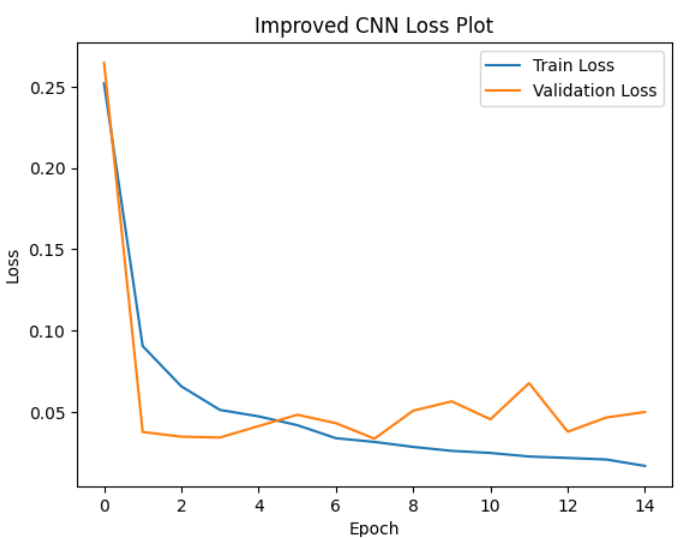 Improved CNN Loss Plot
Train Loss
Validation Loss
0.25
0.20
0.15
0.10
0.05
Loss
0 2 4 6 8 10 12 14
Epoch